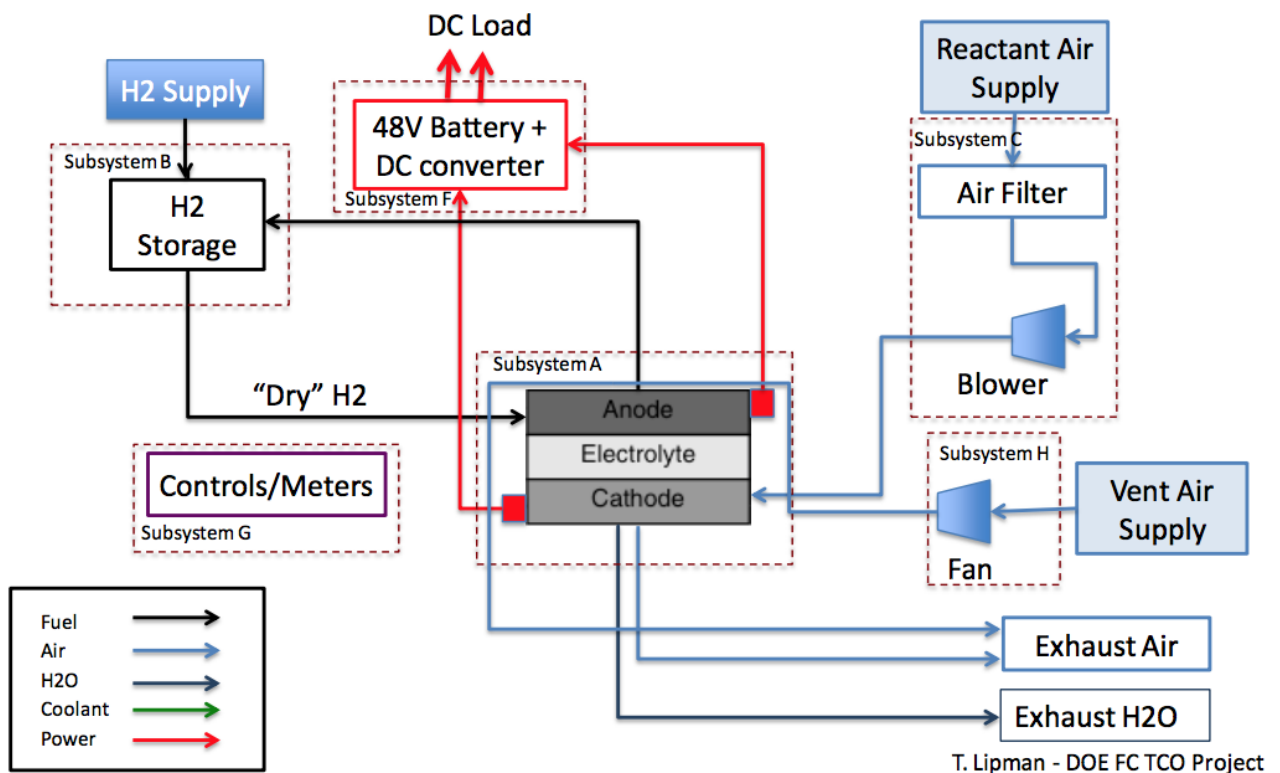 DC Load
H2 Supply
Reactant Air
Supply
Subsystem B
48V Battery +
DC converter
Subsystem F
Subsystem C
Air Filter
H2
Storage
Blower
Subsystem A
"Dry" H2
Anode
Electrolyte
Cathode
Controls/Meters
Subsystem G
Subsystem H
Fan
Vent Air
Supply
Fuel
Air
H2O
Coolant
Power
Exhaust Air
Exhaust H2O
T. Lipman - DOE FC TCO Project